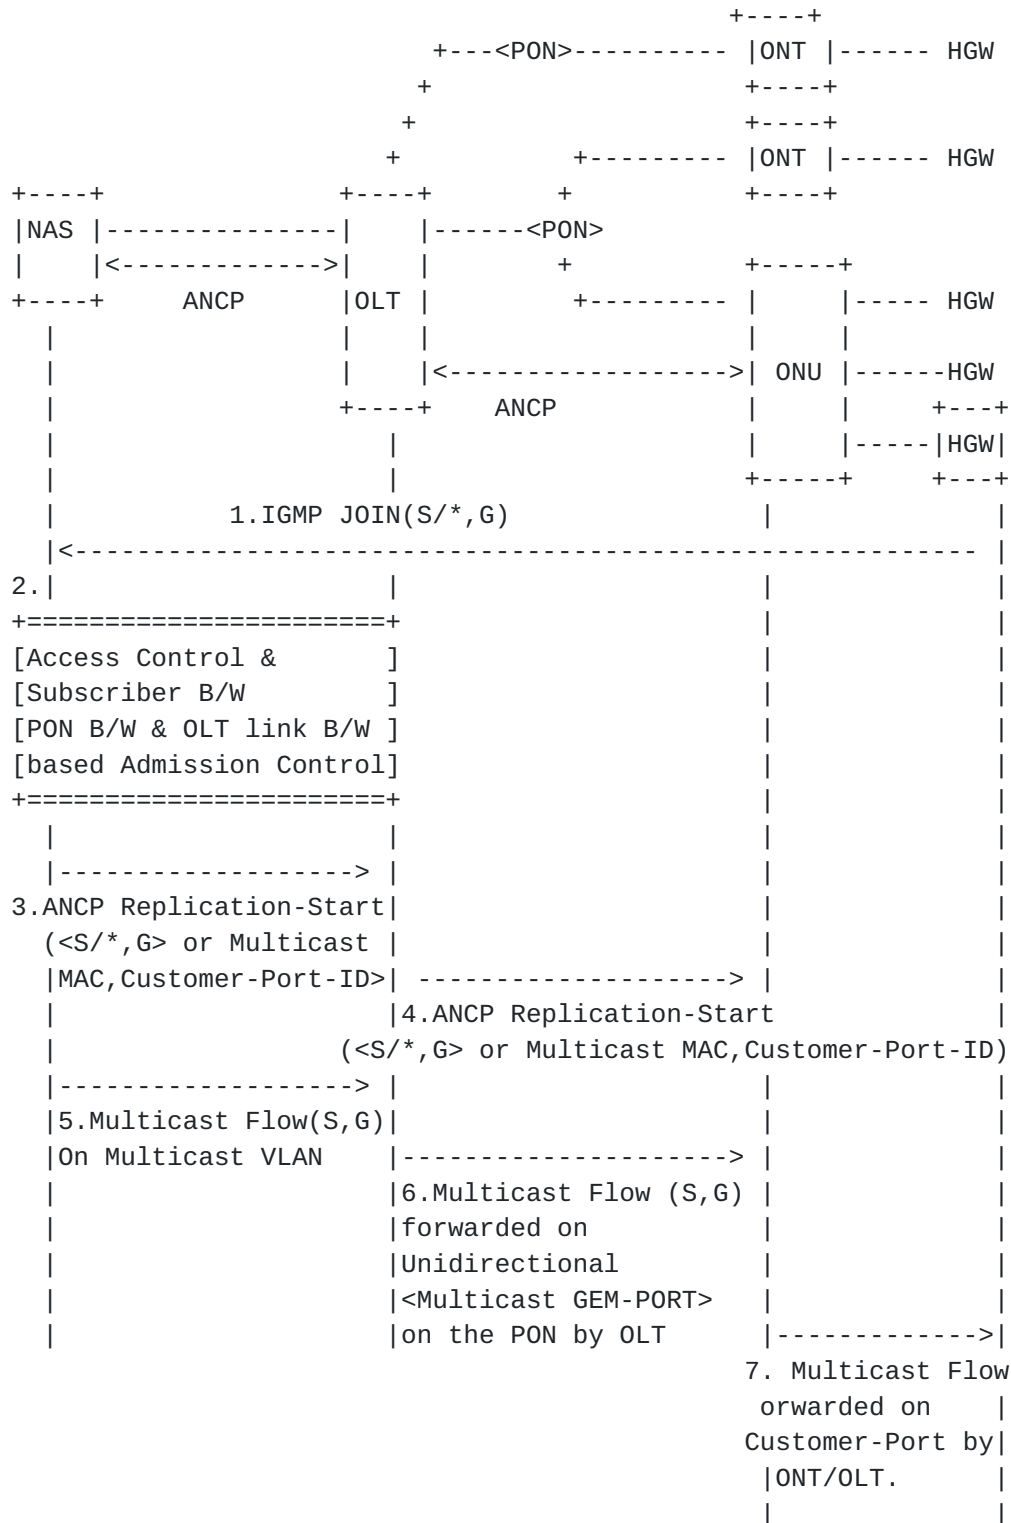 +----+
                           +---<PON>---------- |ONT |------ HGW
                          +                    +----+
                         +                     +----+
                        +           +--------- |ONT |------ HGW
+----+               +----+        +           +----+
|NAS |---------------|    |------<PON>
|    |<------------->|    |        +           +-----+
+----+     ANCP      |OLT |         +--------- |     |----- HGW
  |                  |    |                    |     |
  |                  |    |<------------------>| ONU |------HGW
  |                  +----+    ANCP            |     |     +---+
  |                     |                      |     |-----|HGW|
  |                     |                      +-----+     +---+
  |           1.IGMP JOIN(S/*,G)                |              |
  |<---------------------------------------------------------- |
2.|                     |                       |              |
+=======================+                       |              |
[Access Control &       ]                       |              |
[Subscriber B/W         ]                       |              |
[PON B/W & OLT link B/W ]                       |              |
[based Admission Control]                       |              |
+=======================+                       |              |
  |                     |                       |              |
  |-------------------> |                       |              |
3.ANCP Replication-Start|                       |              |
  (<S/*,G> or Multicast |                       |              |
  |MAC,Customer-Port-ID>| --------------------> |              |
  |                     |4.ANCP Replication-Start              |
  |                  (<S/*,G> or Multicast MAC,Customer-Port-ID)
  |-------------------> |                       |              |
  |5.Multicast Flow(S,G)|                       |              |
  |On Multicast VLAN    |---------------------> |              |
  |                     |6.Multicast Flow (S,G) |              |
  |                     |forwarded on           |              |
  |                     |Unidirectional         |              |
  |                     |<Multicast GEM-PORT>   |              |
  |                     |on the PON by OLT      |------------->|
                                               7. Multicast Flow
                                                orwarded on    |
                                               Customer-Port by|
                                                |ONT/OLT.      |
                                                |              |